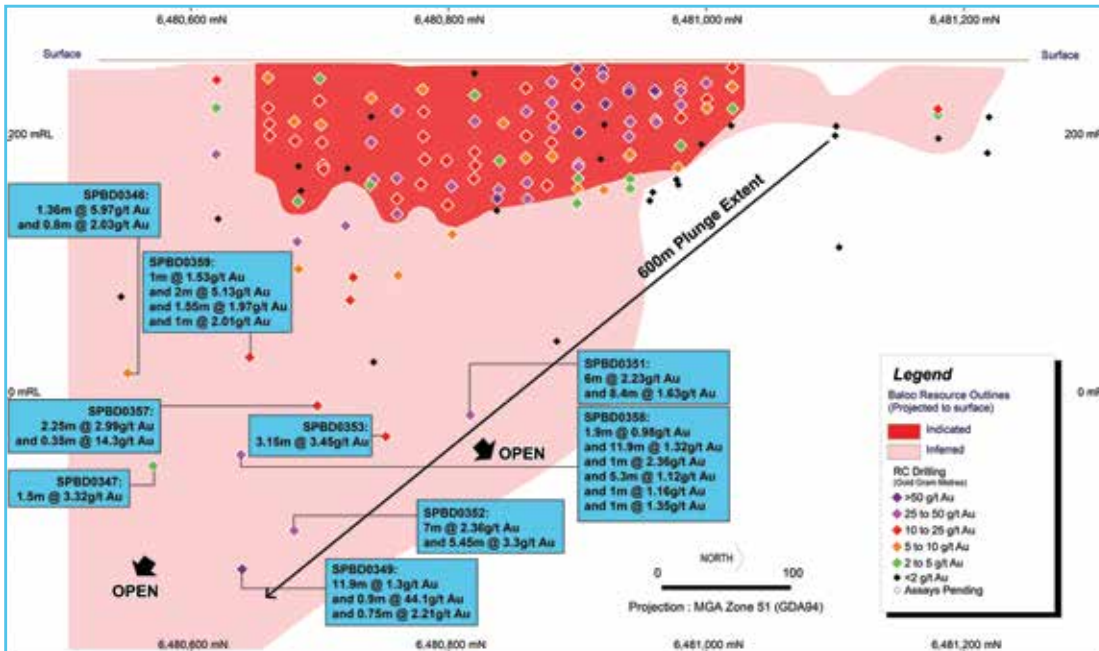 6,480,600 mN
6,480,800 mN
6,481,000 mN
6,481,200 mN
Surface
Surface
200 mRL
200 mR
SPBD0346:
1.36m @ 5.97g/t Au
and 0.8m @ 2.03g/t Au
SPBD0359:
1m @ 1.53g/t Au
and 2m @ 5.13g/t Au
and 1.55m @ 1.97g/t Au
and 1m @ 2.01g/t Au
600m Plunge Extent
0 mRL
0 mR
SPBD0357:
2.25m @ 2.99g/t Au
and 0.35m @ 14.3g/t Au
SPBD0353:
3.15m @ 3.45g/t Au
SPBD0351:
6m @ 2.23g/t Au
and 8.4m @ 1.63g/t Au
SPBD0358:
1.9m @ 0.98g/t Au
and 11.9m @ 1.32g/t Au
and 1m @ 2.36g/t Au
and 5.3m @ 1.12g/t Au
and 1m @ 1.16g/t Au
and 1m @ 1.35g/t Au
OPEN
SPBD0347:
1.5m @ 3.32g/t Au
SPBD0352:
7m @ 2.36g/t Au
and 5.45m @ 3.3g/t Au
OPEN
SPBD0349:
11.9m @ 1.3g/t Au
and 0.9m @ 44.1g/t Au
and 0.75m @ 2.21g/t Au
NORTH
0 100
Projection : MGA Zone 51 (GDA94)
Legend
Baloo Resource Outlines
(Projected to surface)
Indicated
Inferred
RC Drilling
(Gold Gram Metres)
>50 g/t Au
25 to 50 g/t Au
10 to 25 g/t Au
5 to 10 g/t Au
2 to 5 g/t Au
<2 g/t Au
Assays Pending
6,480,600 mN
6,480,800 mN
6,481,000 mN
6,481,200 mN